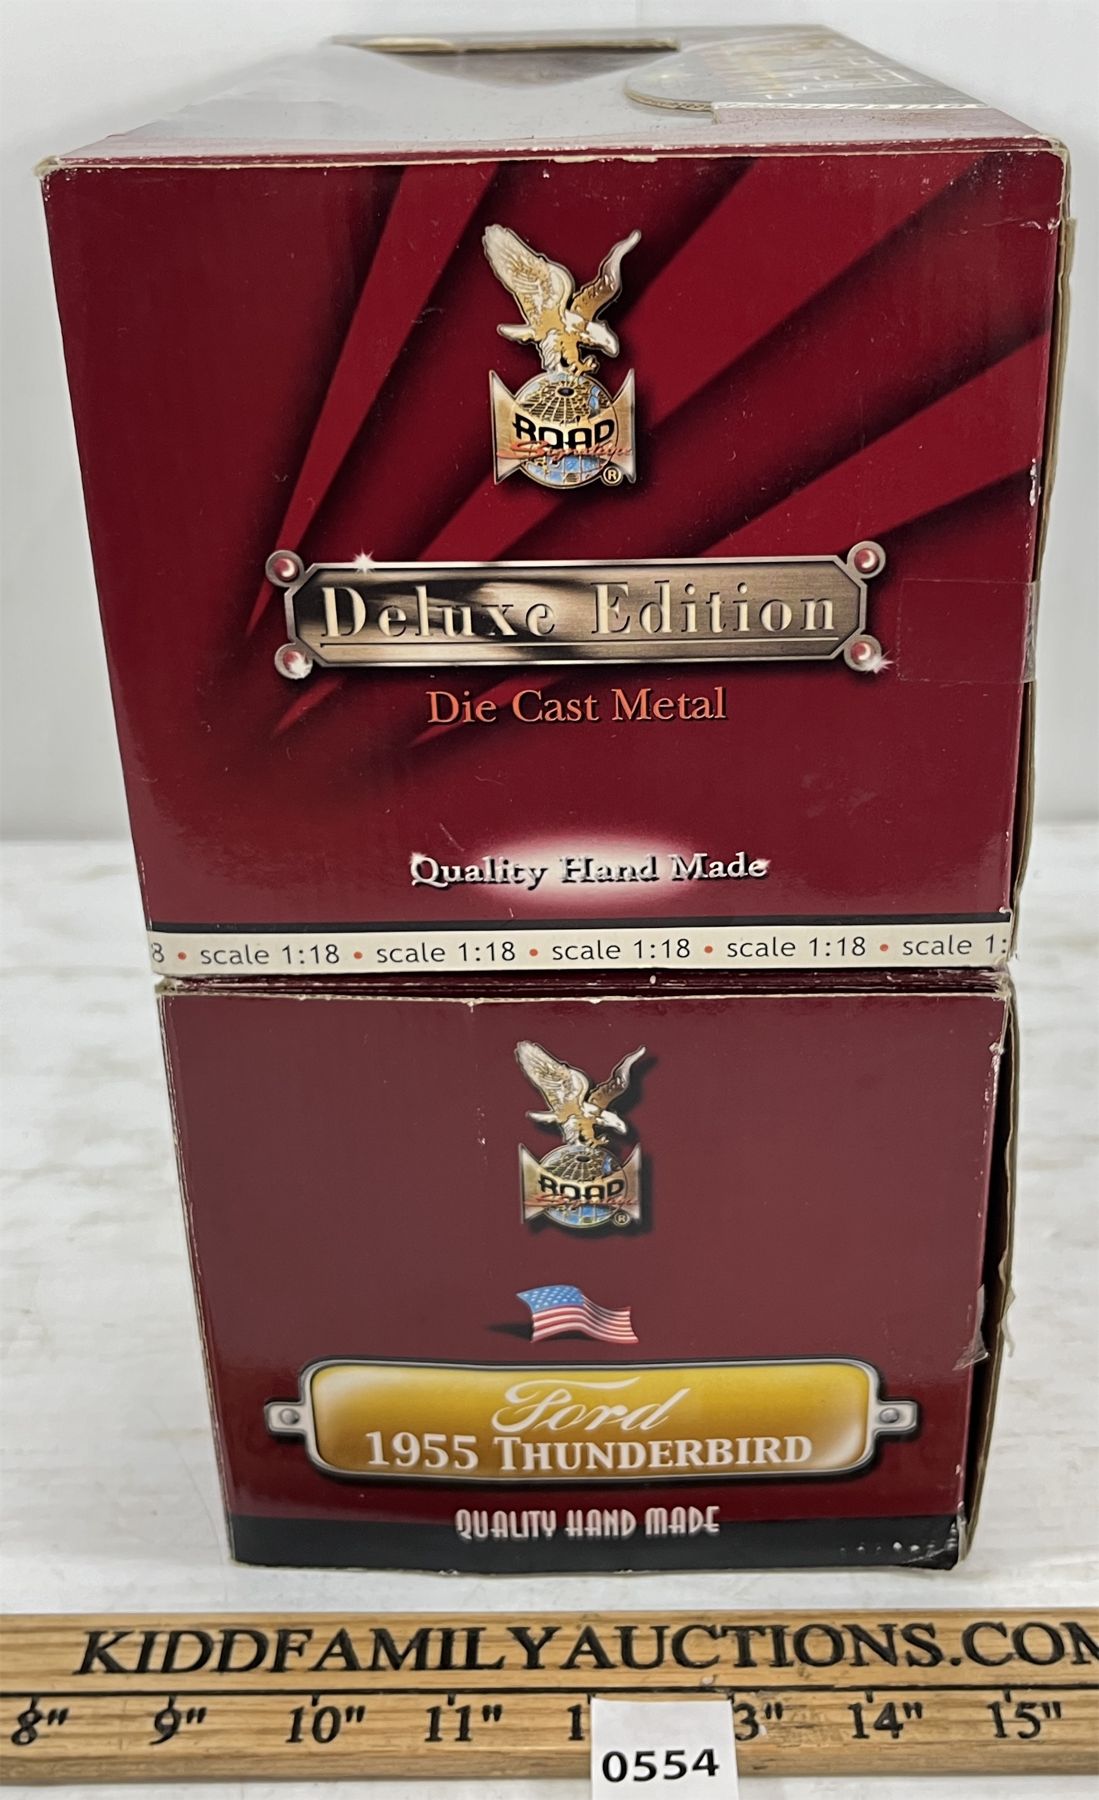 ROAD
Signature
®
Deluxe Edition
Die Cast Metal
Quality Hand Made
8 • scale 1:18 • scale 1:18 • scale 1:18 • scale 1:18 • scale 1:
ROAD
Signature
®
Ford
1955 THUNDERBIRD
QUALITY HAND MADE
KIDDFAMILYAUCTIONS.COM
8" 9" 10" 11" 1 3" 14" 15"
0554